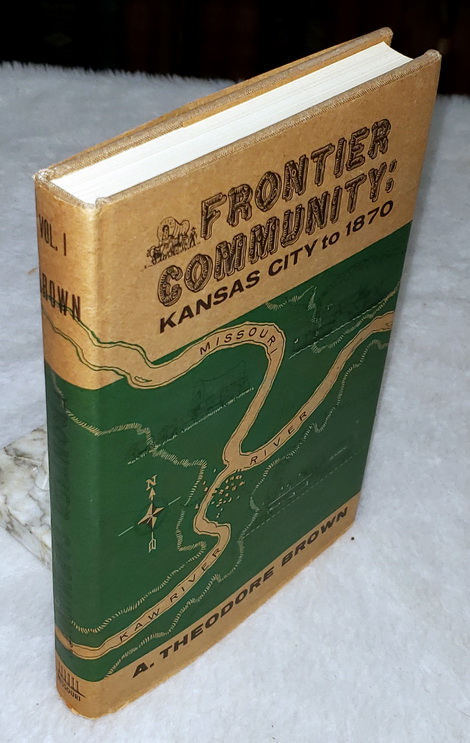 FRONTIER
COMMUNITY:
KANSAS CITY to 1870
MISSOURI
RIVER
N
KAW RIVER
A. THEODORE BROWN
VOL. I
BROWN